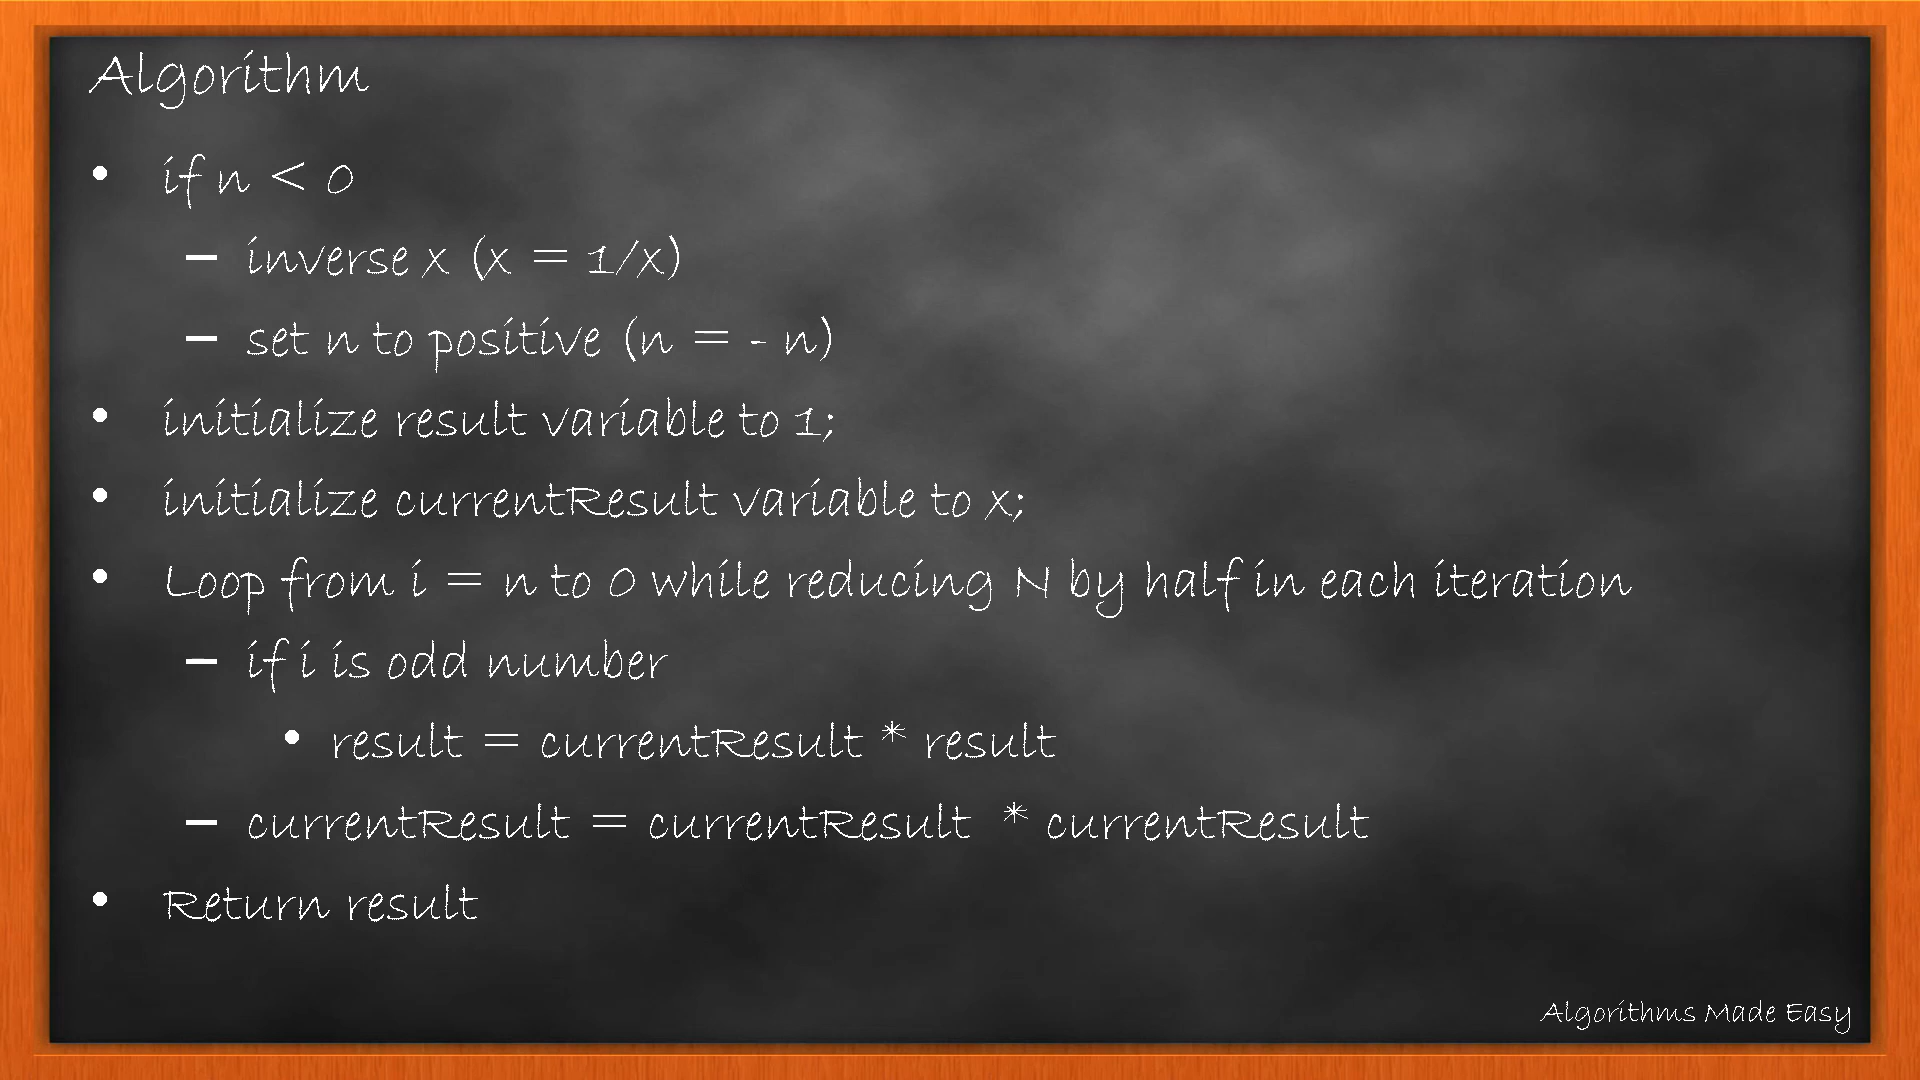 Algorithm
• if n < 0
– inverse x (x = 1/x)
– set n to positive (n = - n)
• initialize result variable to 1;
• initialize currentResult variable to x;
• Loop from i = n to 0 while reducing N by half in each iteration
– if i is odd number
• result = currentResult * result
– currentResult = currentResult * currentResult
• Return result
Algorithms Made Easy